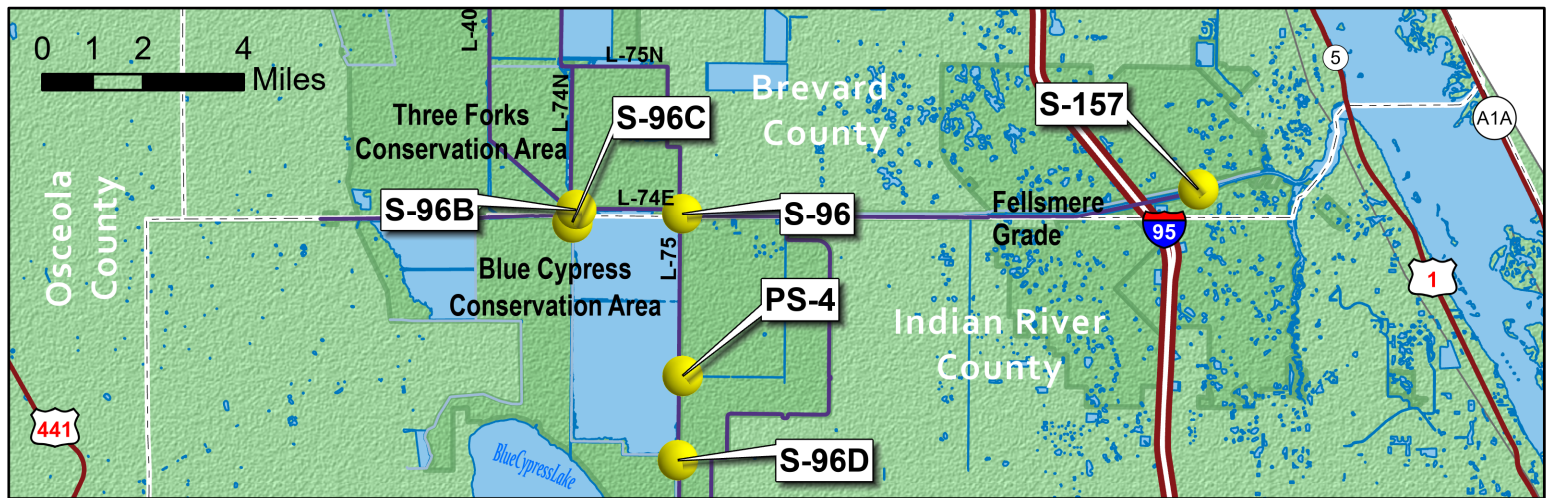 0 1 2 4
Miles
L-40
L-75N
L-74N
Three Forks
Conservation Area
S-96C
Brevard
County
S-157
5
A1A
Osceola
County
S-96B
L-74E
S-96
Fellsmere
Grade
95
L-75
Blue Cypress
Conservation Area
PS-4
1
Indian River
County
441
BlueCypressLake
S-96D